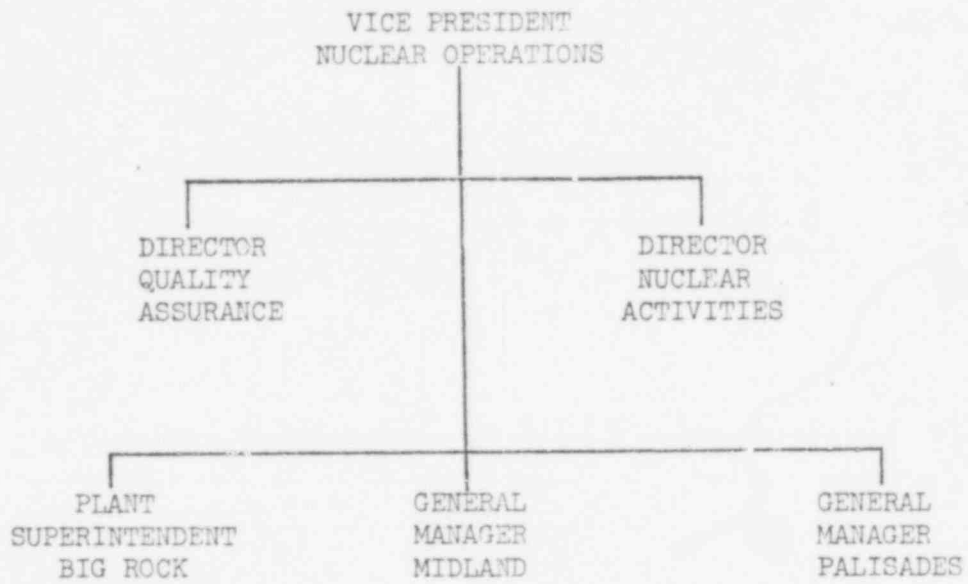 VICE PRESIDENT
NUCLEAR OPERATIONS
DIRECTOR
QUALITY
ASSURANCE
DIRECTOR
NUCLEAR
ACTIVITIES
PLANT
SUPERINTENDENT
BIG ROCK
GENERAL
MANAGER
MIDLAND
GENERAL
MANAGER
PALISADES